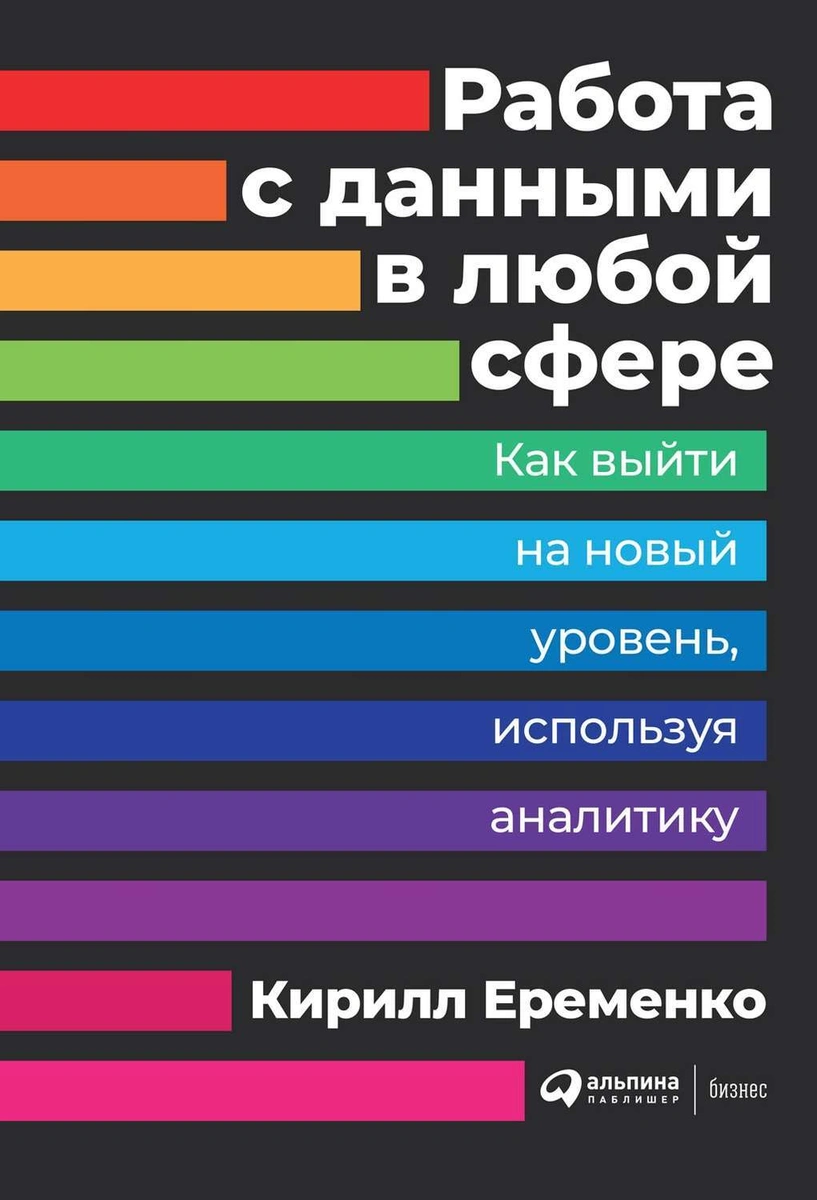 Работа
с данными
в любой
сфере
Как выйти
на новый
уровень,
используя
аналитику
Кирилл Еременко
альпина
ПАБЛИШЕР
бизнес